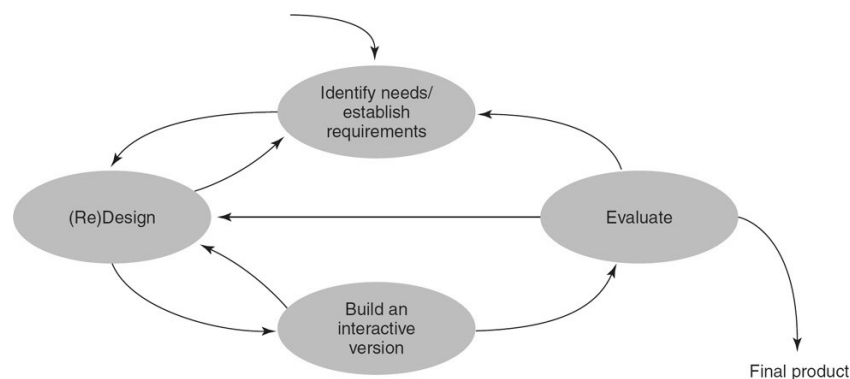 Identify needs/
establish
requirements
(Re)Design
Evaluate
Build an
interactive
version
Final product